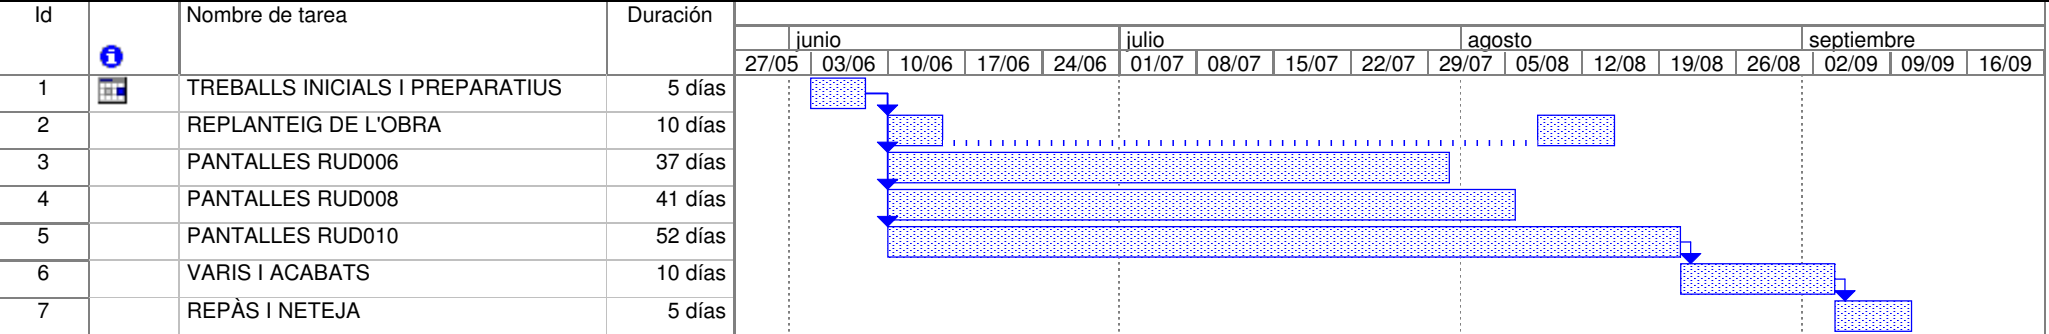 Id Nombre de tarea Duración
junio julio agosto septiembre
27/05 03/06 10/06 17/06 24/06 01/07 08/07 15/07 22/07 29/07 05/08 12/08 19/08 26/08 02/09 09/09 16/09
1 TREBALLS INICIALS I PREPARATIUS 5 días
2 REPLANTEIG DE L'OBRA 10 días
3 PANTALLES RUD006 37 días
4 PANTALLES RUD008 41 días
5 PANTALLES RUD010 52 días
6 VARIS I ACABATS 10 días
7 REPÀS I NETEJA 5 días